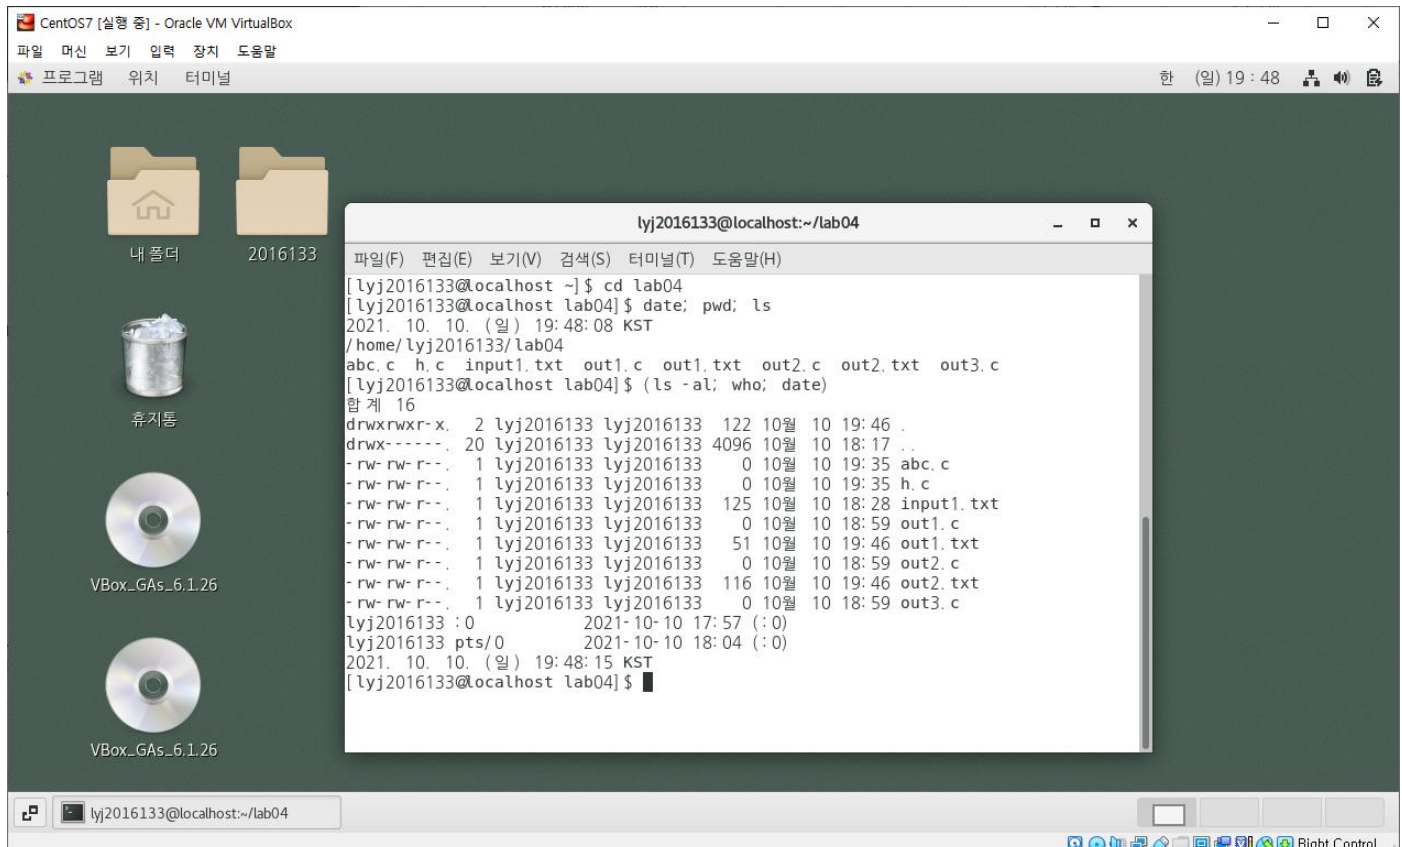 CentOS7 [실행 중] - Oracle VM VirtualBox
파일 머신 보기 입력 장치 도움말
프로그램 위치 터미널 한 (일) 19 : 48
내 폴더
2016133
휴지통
VBox_GAs_6.1.26
VBox_GAs_6.1.26
lyj2016133@localhost:~/lab04
파일(F) 편집(E) 보기(V) 검색(S) 터미널(T) 도움말(H)
[lyj2016133@localhost ~]$ cd lab04
[lyj2016133@localhost lab04]$ date; pwd; ls
2021. 10. 10. (일) 19:48:08 KST
/home/lyj2016133/lab04
abc.c h.c input1.txt out1.c out1.txt out2.c out2.txt out3.c
[lyj2016133@localhost lab04]$ (ls -al; who; date)
합계 16
drwxrwxr-x. 2 lyj2016133 lyj2016133 122 10월 10 19:46 .
drwx------. 20 lyj2016133 lyj2016133 4096 10월 10 18:17 ..
-rw-rw-r--. 1 lyj2016133 lyj2016133 0 10월 10 19:35 abc.c
-rw-rw-r--. 1 lyj2016133 lyj2016133 0 10월 10 19:35 h.c
-rw-rw-r--. 1 lyj2016133 lyj2016133 125 10월 10 18:28 input1.txt
-rw-rw-r--. 1 lyj2016133 lyj2016133 0 10월 10 18:59 out1.c
-rw-rw-r--. 1 lyj2016133 lyj2016133 51 10월 10 19:46 out1.txt
-rw-rw-r--. 1 lyj2016133 lyj2016133 0 10월 10 18:59 out2.c
-rw-rw-r--. 1 lyj2016133 lyj2016133 116 10월 10 19:46 out2.txt
-rw-rw-r--. 1 lyj2016133 lyj2016133 0 10월 10 18:59 out3.c
lyj2016133 :0 2021-10-10 17:57 (:0)
lyj2016133 pts/0 2021-10-10 18:04 (:0)
2021. 10. 10. (일) 19:48:15 KST
[lyj2016133@localhost lab04]$
lyj2016133@localhost:~/lab04
Right Control